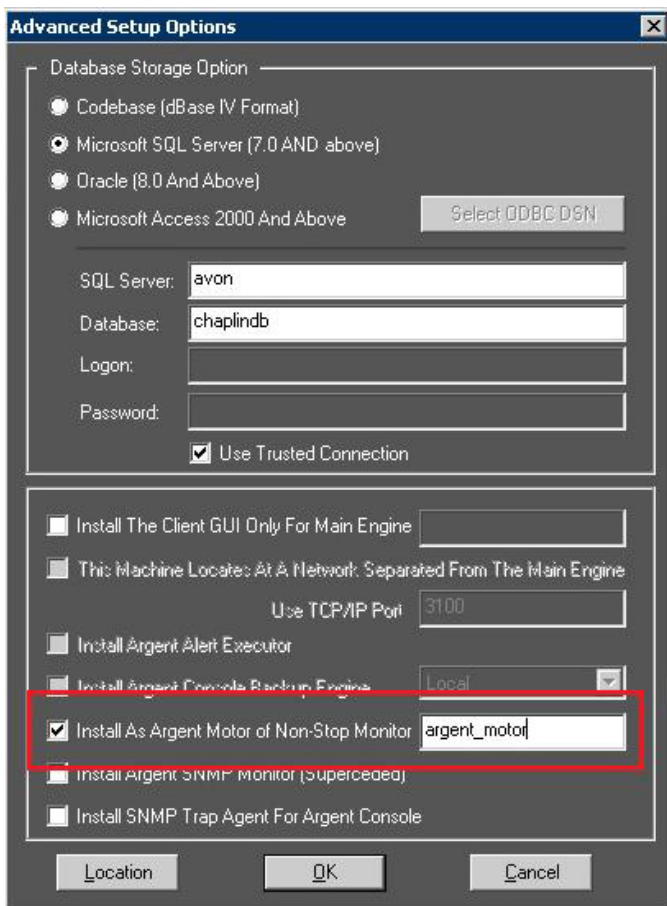 Advanced Setup Options
Database Storage Option
Codebase (dBase IV Format)
Microsoft SQL Server (7.0 AND above)
Oracle (8.0 And Above)
Microsoft Access 2000 And Above
Select ODBC DSN
SQL Server: avon
Database: chaplindb
Logon:
Password:
Use Trusted Connection
Install The Client GUI Only For Main Engine
This Machine Locates At A Network Separated From The Main Engine
Use TCP/IP Port 3100
Install Argent Alert Executor
Install Argent Console Backup Engine Local
Install As Argent Motor of Non-Stop Monitor argent_motor
Install Argent SNMP Monitor (Superceded)
Install SNMP Trap Agent For Argent Console
Location OK Cancel